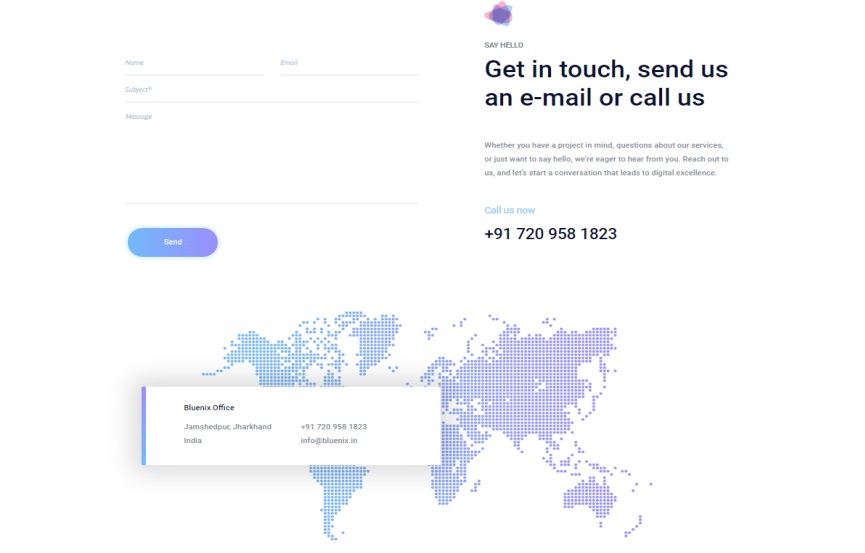 Name
Email
Subject*
Message
Send
SAY HELLO
Get in touch, send us
an e-mail or call us
Whether you have a project in mind, questions about our services,
or just want to say hello, we're eager to hear from you. Reach out to
us, and let's start a conversation that leads to digital excellence.
Call us now
+91 720 958 1823
Bluenix Office
Jamshedpur, Jharkhand
India
+91 720 958 1823
info@bluenix.in